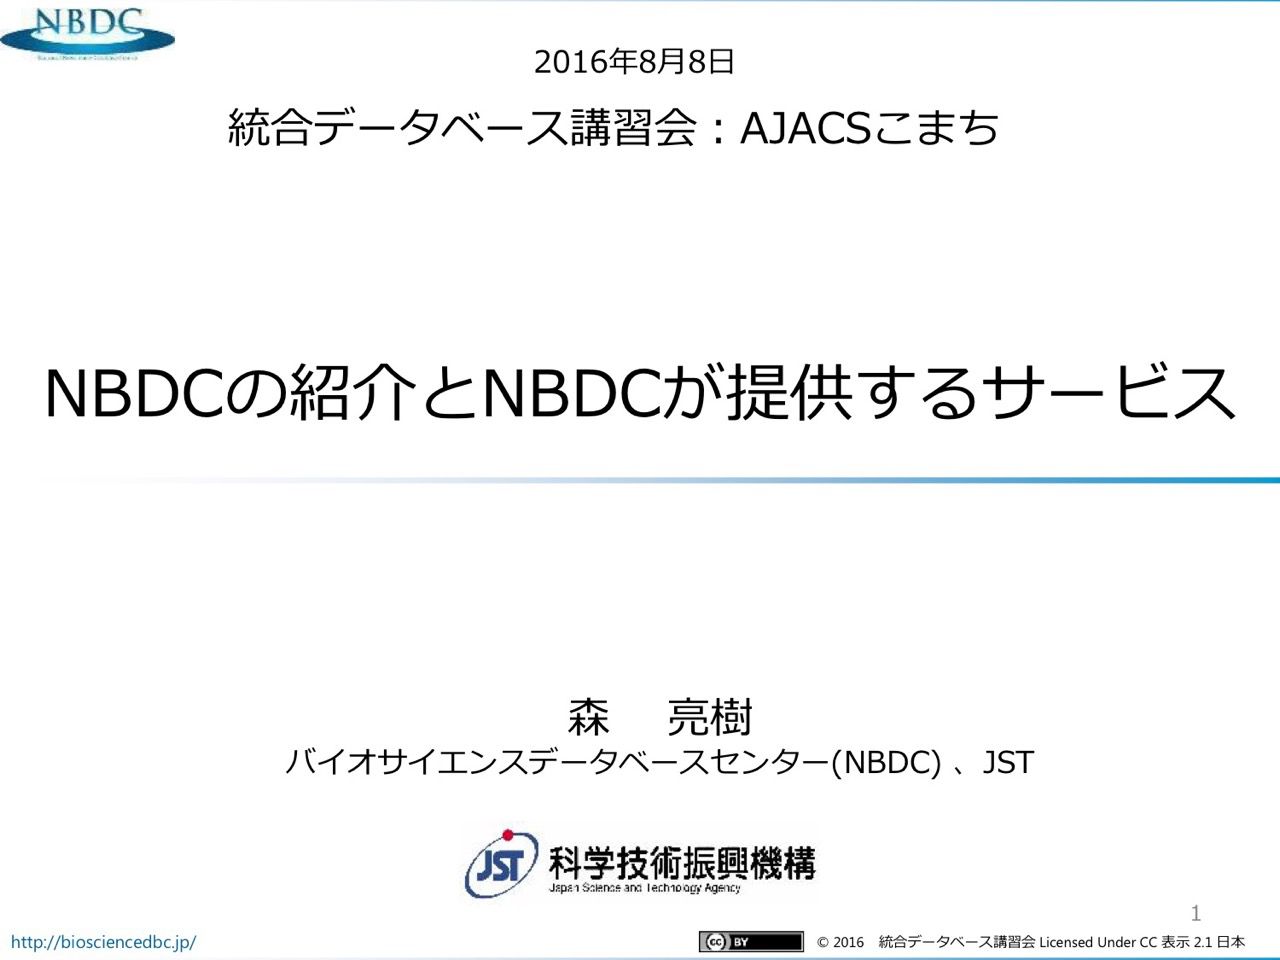 NBDC
2016年8月8日
統合データベース講習会：AJACSこまち
NBDCの紹介とNBDCが提供するサービス
森　亮樹
バイオサイエンスデータベースセンター(NBDC) 、JST
JST 科学技術振興機構
Japan Science and Technology Agency
1
http://biosciencedbc.jp/
cc BY © 2016　統合データベース講習会 Licensed Under CC 表示 2.1 日本